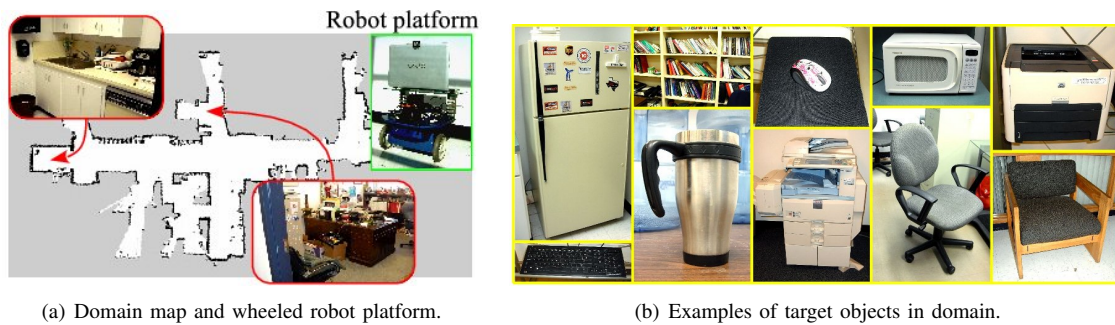 Robot platform
(a) Domain map and wheeled robot platform.
(b) Examples of target objects in domain.